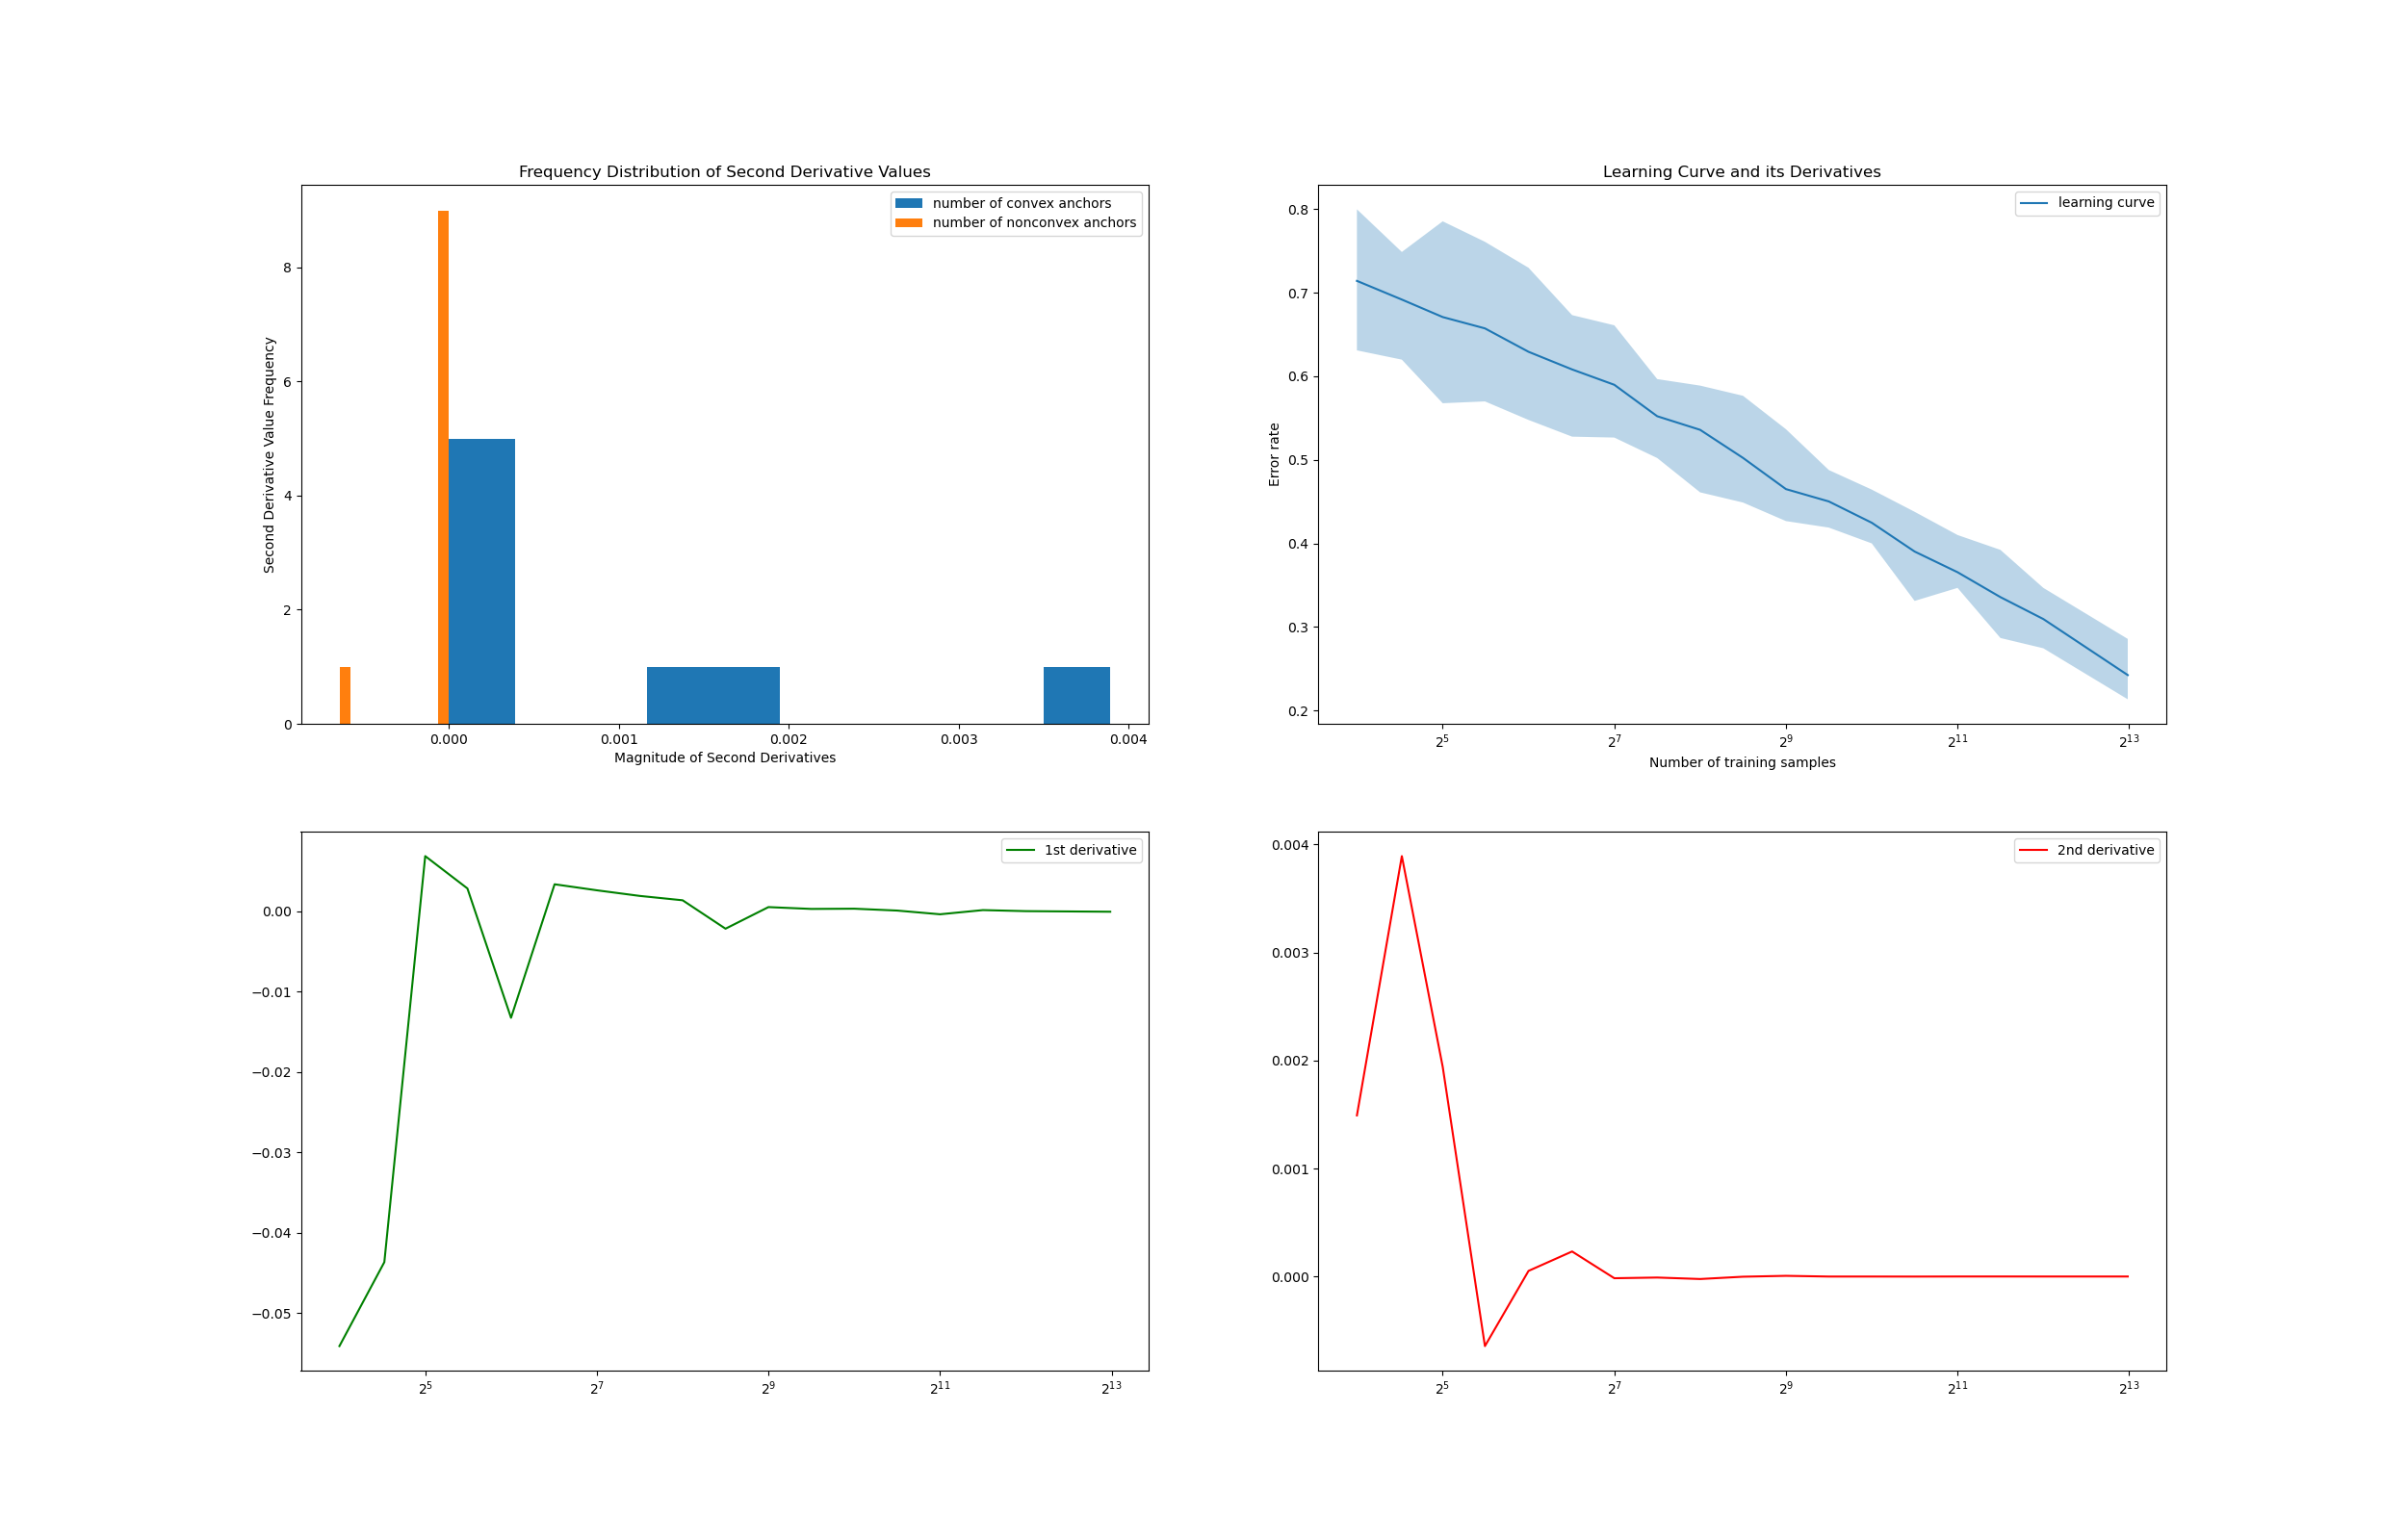 Frequency Distribution of Second Derivative Values
number of convex anchors
number of nonconvex anchors
Second Derivative Value Frequency
8
6
4
2
0
0.000 0.001 0.002 0.003 0.004
Magnitude of Second Derivatives
Learning Curve and its Derivatives
learning curve
Error rate
0.8
0.7
0.6
0.5
0.4
0.3
0.2
2^5 2^7 2^9 2^11 2^13
Number of training samples
1st derivative
0.00
−0.01
−0.02
−0.03
−0.04
−0.05
2^5 2^7 2^9 2^11 2^13
2nd derivative
0.004
0.003
0.002
0.001
0.000
2^5 2^7 2^9 2^11 2^13